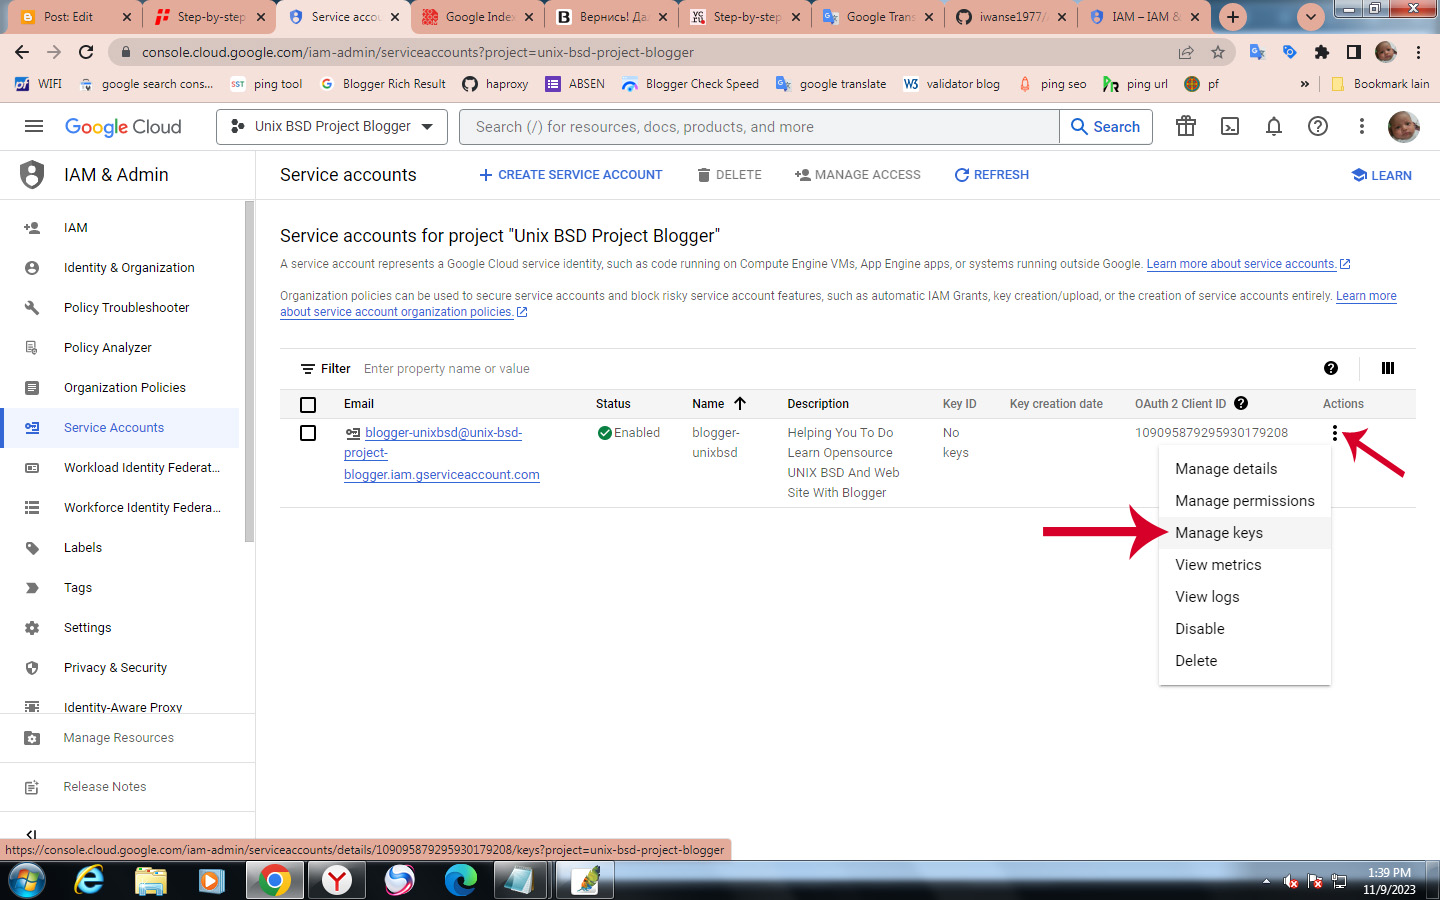 Post: Edit
Step-by-step
Service accou
Google Index
Вернись! Да
Step-by-step
Google Trans
iwanse1977/
IAM – IAM &
console.cloud.google.com/iam-admin/serviceaccounts?project=unix-bsd-project-blogger
WIFI
google search cons...
ping tool
Blogger Rich Result
haproxy
ABSEN
Blogger Check Speed
google translate
validator blog
ping seo
ping url
pf
»
Bookmark lain
Google Cloud
Unix BSD Project Blogger
Search (/) for resources, docs, products, and more
Search
IAM & Admin
Service accounts
CREATE SERVICE ACCOUNT
DELETE
MANAGE ACCESS
REFRESH
LEARN
IAM
Identity & Organization
Policy Troubleshooter
Policy Analyzer
Organization Policies
Service Accounts
Workload Identity Federat...
Workforce Identity Federa...
Labels
Tags
Settings
Privacy & Security
Identity-Aware Proxy
Manage Resources
Release Notes
Service accounts for project "Unix BSD Project Blogger"
A service account represents a Google Cloud service identity, such as code running on Compute Engine VMs, App Engine apps, or systems running outside Google. Learn more about service accounts.
Organization policies can be used to secure service accounts and block risky service account features, such as automatic IAM Grants, key creation/upload, or the creation of service accounts entirely. Learn more
about service account organization policies.
Filter Enter property name or value
Email Status Name Description Key ID Key creation date OAuth 2 Client ID Actions
blogger-unixbsd@unix-bsd-
project-
blogger.iam.gserviceaccount.com
Enabled
blogger-
unixbsd
Helping You To Do
Learn Opensource
UNIX BSD And Web
Site With Blogger
No
keys
109095879295930179208
Manage details
Manage permissions
Manage keys
View metrics
View logs
Disable
Delete
https://console.cloud.google.com/iam-admin/serviceaccounts/details/109095879295930179208/keys?project=unix-bsd-project-blogger
1:39 PM
11/9/2023